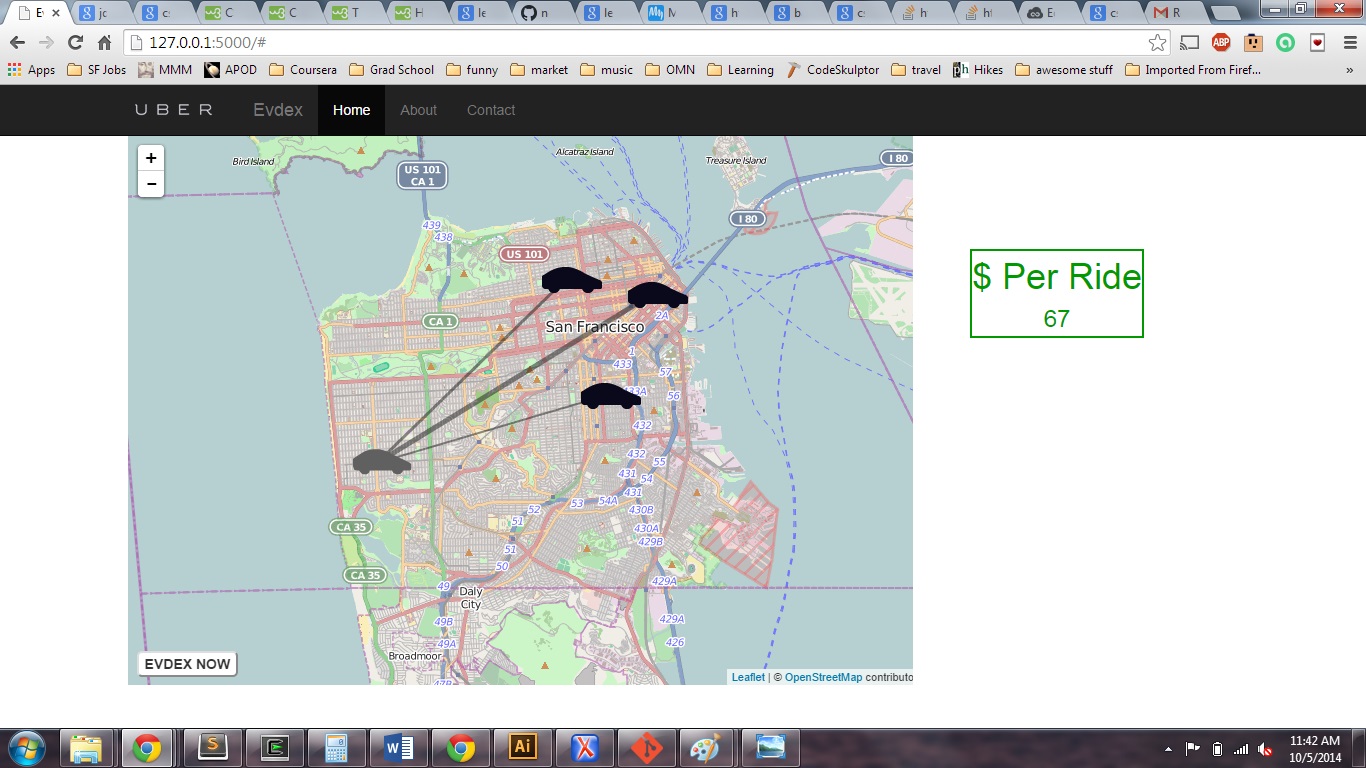 E
jc
c
C
C
T
H
le
n
le
M
h
b
c
h
hi
E
c
R
127.0.0.1:5000/#
ABP
Apps SF Jobs MMM APOD Coursera Grad School funny market music OMN Learning CodeSkulptor travel Hikes awesome stuff Imported From Firef... »
UBER Evdex Home About Contact
+
−
Bird Island
Alcatraz Island
Treasure Island
US 101
CA 1
I 80
I 80
439
438
US 101
$ Per Ride
67
CA 1
2A
San Francisco
1
433
57
433A
56
432
432
55
431
54
431
54A
53
52
430B
51
430A
429B
CA 35
51
50
CA 35
49
429A
Daly
City
49B
429A
49A
426
Broadmoor
47B
EVDEX NOW
Leaflet | © OpenStreetMap contributo
S
W
Ai
X
11:42 AM
10/5/2014